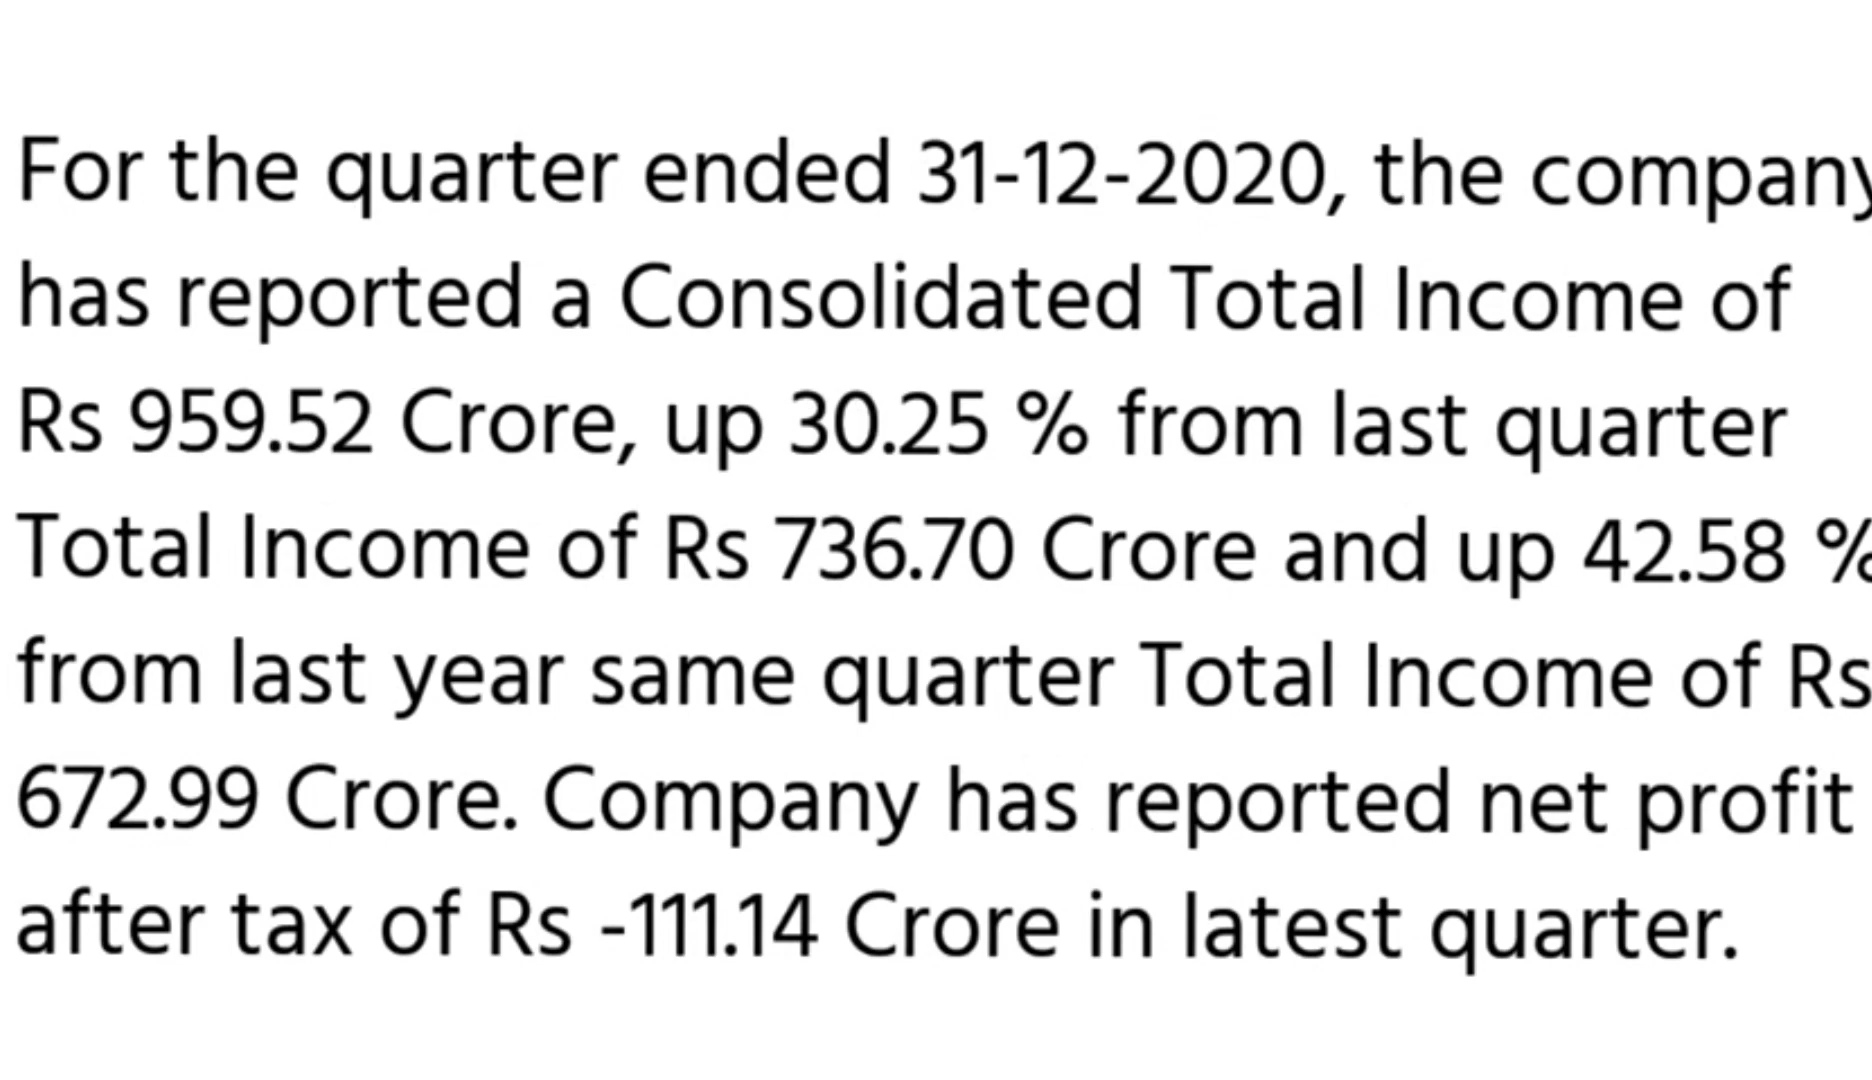 For the quarter ended 31-12-2020, the company
has reported a Consolidated Total Income of
Rs 959.52 Crore, up 30.25 % from last quarter
Total Income of Rs 736.70 Crore and up 42.58 %
from last year same quarter Total Income of Rs
672.99 Crore. Company has reported net profit
after tax of Rs -111.14 Crore in latest quarter.